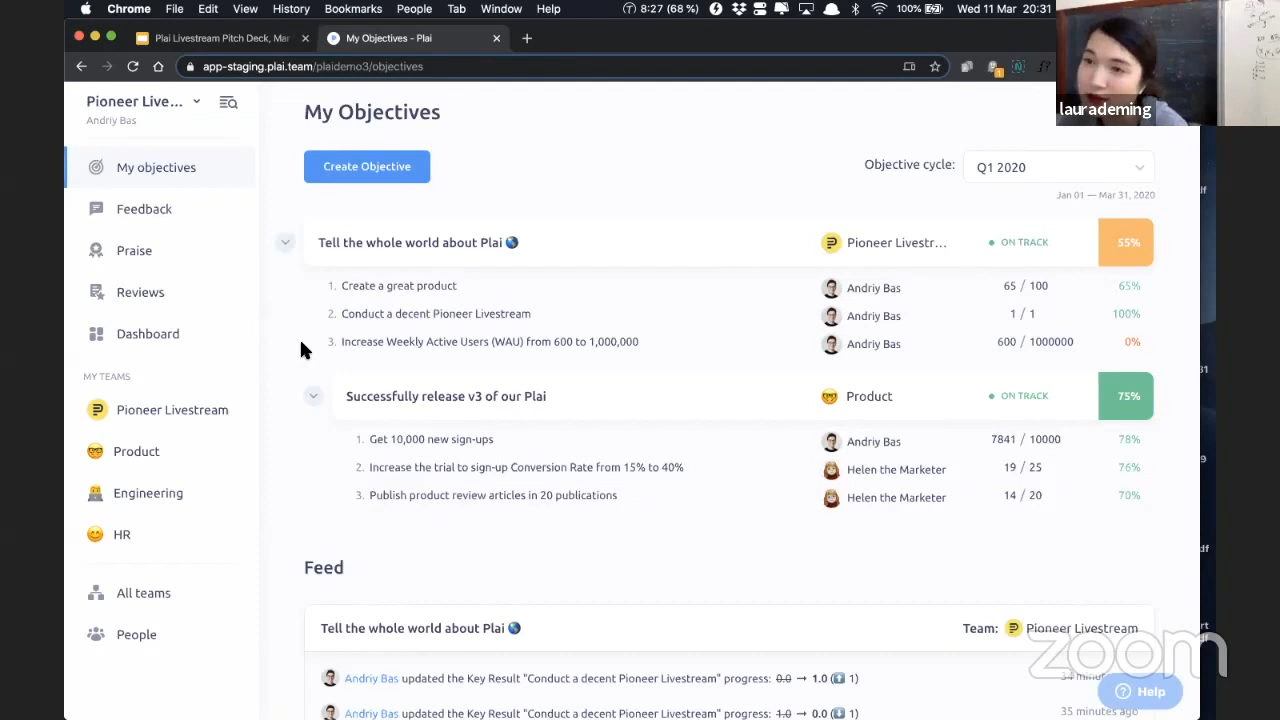 Chrome File Edit View History Bookmarks People Tab Window Help 8:27 (68 %) 100% Wed 11 Mar 20:31
Plai Livestream Pitch Deck, Mar
My Objectives - Plai
app-staging.plai.team/plaidemo3/objectives
laurademing
Pioneer Live...
Andriy Bas
My objectives
Feedback
Praise
Reviews
Dashboard
MY TEAMS
Pioneer Livestream
Product
Engineering
HR
All teams
People
My Objectives
Create Objective
Objective cycle: Q1 2020
Jan 01 — Mar 31, 2020
Tell the whole world about Plai 🌎 Pioneer Livestr... ON TRACK 55%
1. Create a great product Andriy Bas 65 / 100 65%
2. Conduct a decent Pioneer Livestream Andriy Bas 1 / 1 100%
3. Increase Weekly Active Users (WAU) from 600 to 1,000,000 Andriy Bas 600 / 1000000 0%
Successfully release v3 of our Plai Product ON TRACK 75%
1. Get 10,000 new sign-ups Andriy Bas 7841 / 10000 78%
2. Increase the trial to sign-up Conversion Rate from 15% to 40% Helen the Marketer 19 / 25 76%
3. Publish product review articles in 20 publications Helen the Marketer 14 / 20 70%
Feed
Tell the whole world about Plai 🌎 Team: Pioneer Livestream
Andriy Bas updated the Key Result "Conduct a decent Pioneer Livestream" progress: 0.0 → 1.0 (⬆️ 1) 34
Andriy Bas updated the Key Result "Conduct a decent Pioneer Livestream" progress: 1.0 → 0.0 (⬇️ 1) 35 minutes ago
zoom
Help